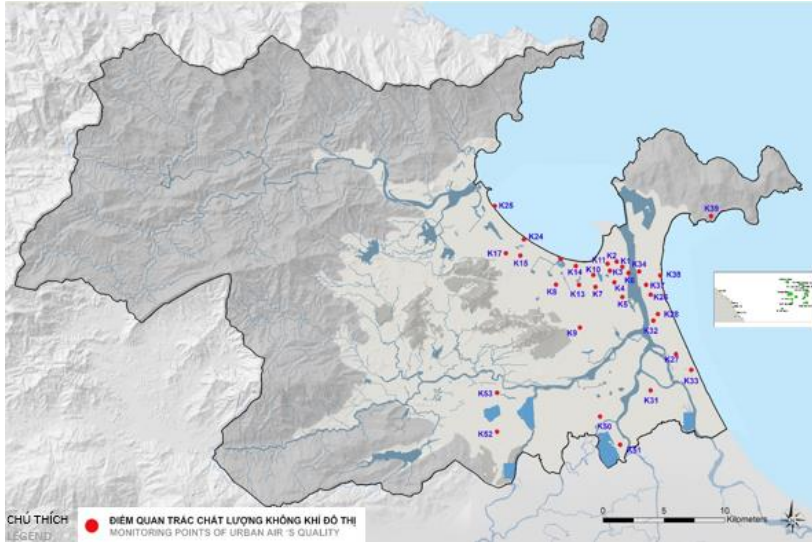 K39
K25
K24
K17
K15
K11
K2
K1
K34
K14
K10
K3
K6
K38
K8
K13
K7
K4
K37
K26
K5
K28
K32
K9
K27
K33
K31
K53
K50
K52
K51
CHÚ THÍCH
LEGEND
ĐIỂM QUAN TRẮC CHẤT LƯỢNG KHÔNG KHÍ ĐÔ THỊ
MONITORING POINTS OF URBAN AIR 'S QUALITY
0 5 10
Kilometers